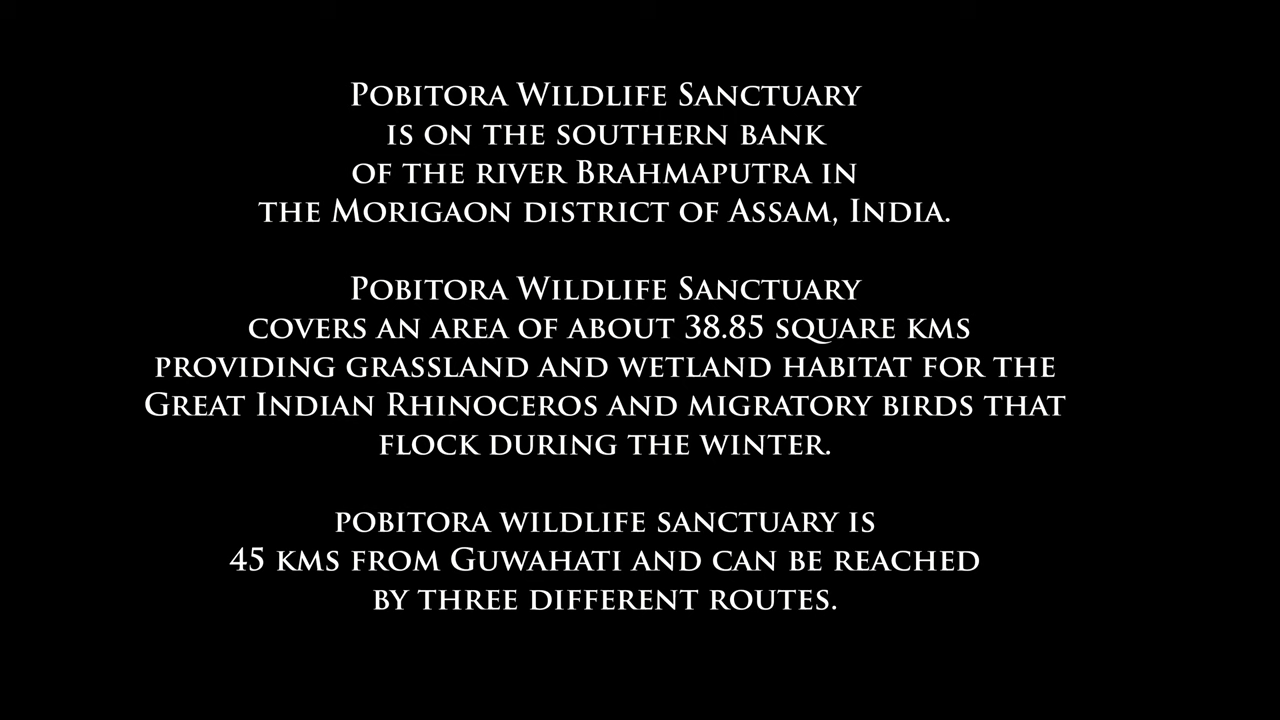 Pobitora Wildlife Sanctuary
is on the southern bank
of the river Brahmaputra in
the Morigaon district of Assam, India.
Pobitora Wildlife Sanctuary
covers an area of about 38.85 square kms
providing grassland and wetland habitat for the
Great Indian Rhinoceros and migratory birds that
flock during the winter.
pobitora wildlife sanctuary is
45 kms from Guwahati and can be reached
by three different routes.